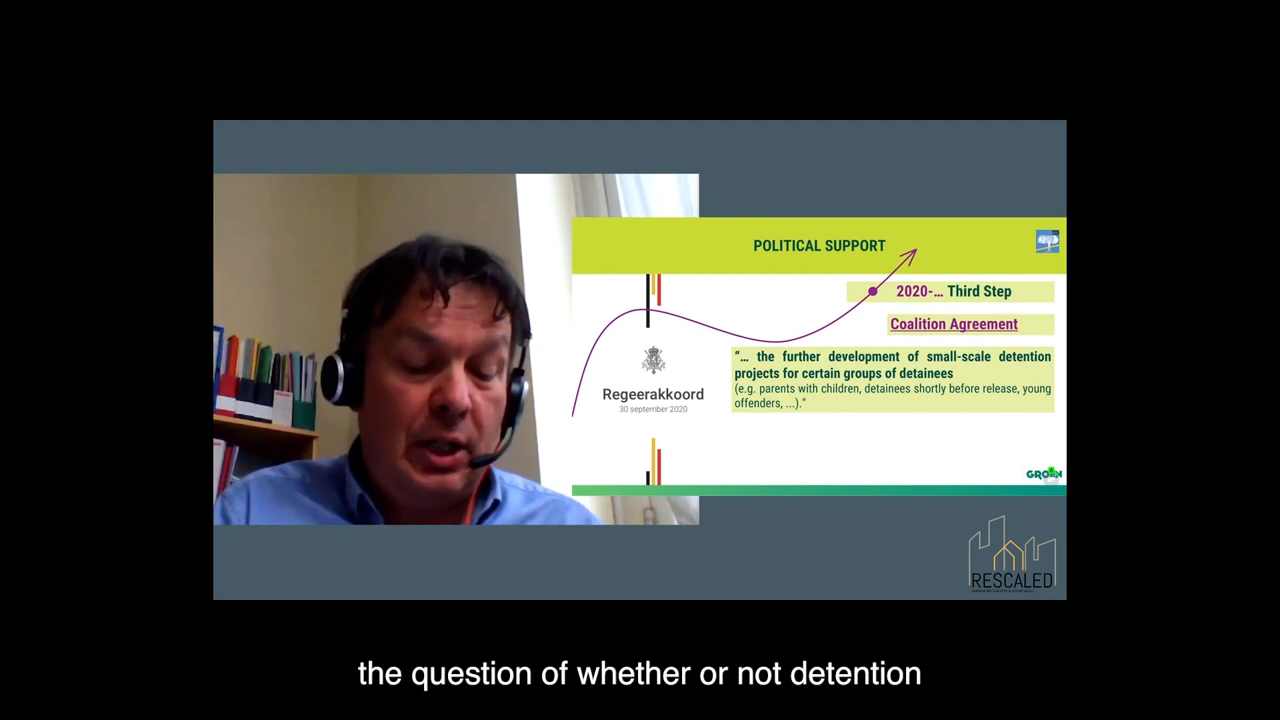 POLITICAL SUPPORT
2020-... Third Step
Coalition Agreement
“... the further development of small-scale detention
projects for certain groups of detainees
(e.g. parents with children, detainees shortly before release, young
offenders, ...)."
Regeerakkoord
30 september 2020
GROEN
RESCALED
the question of whether or not detention